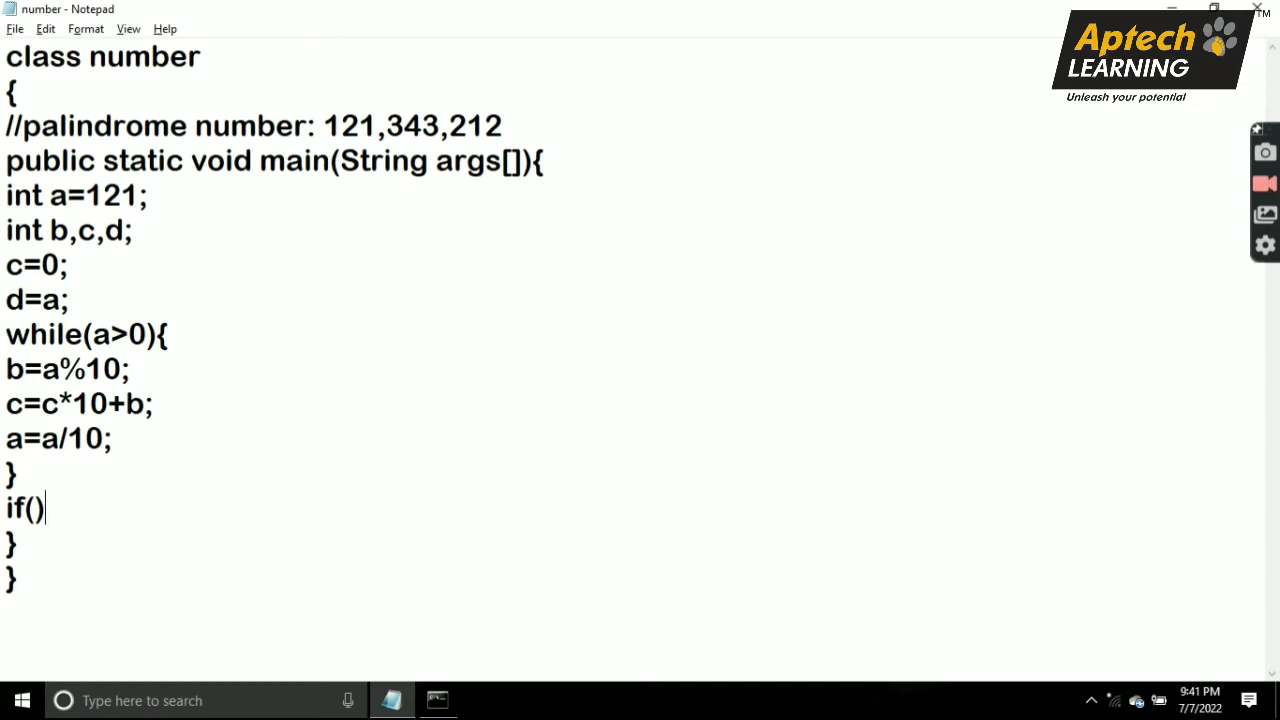 number - Notepad
File Edit Format View Help
class number
{
//palindrome number: 121,343,212
public static void main(String args[]){
int a=121;
int b,c,d;
c=0;
d=a;
while(a>0){
b=a%10;
c=c*10+b;
a=a/10;
}
if()
}
}
TM
Aptech
LEARNING
Unleash your potential
Type here to search
9:41 PM
7/7/2022